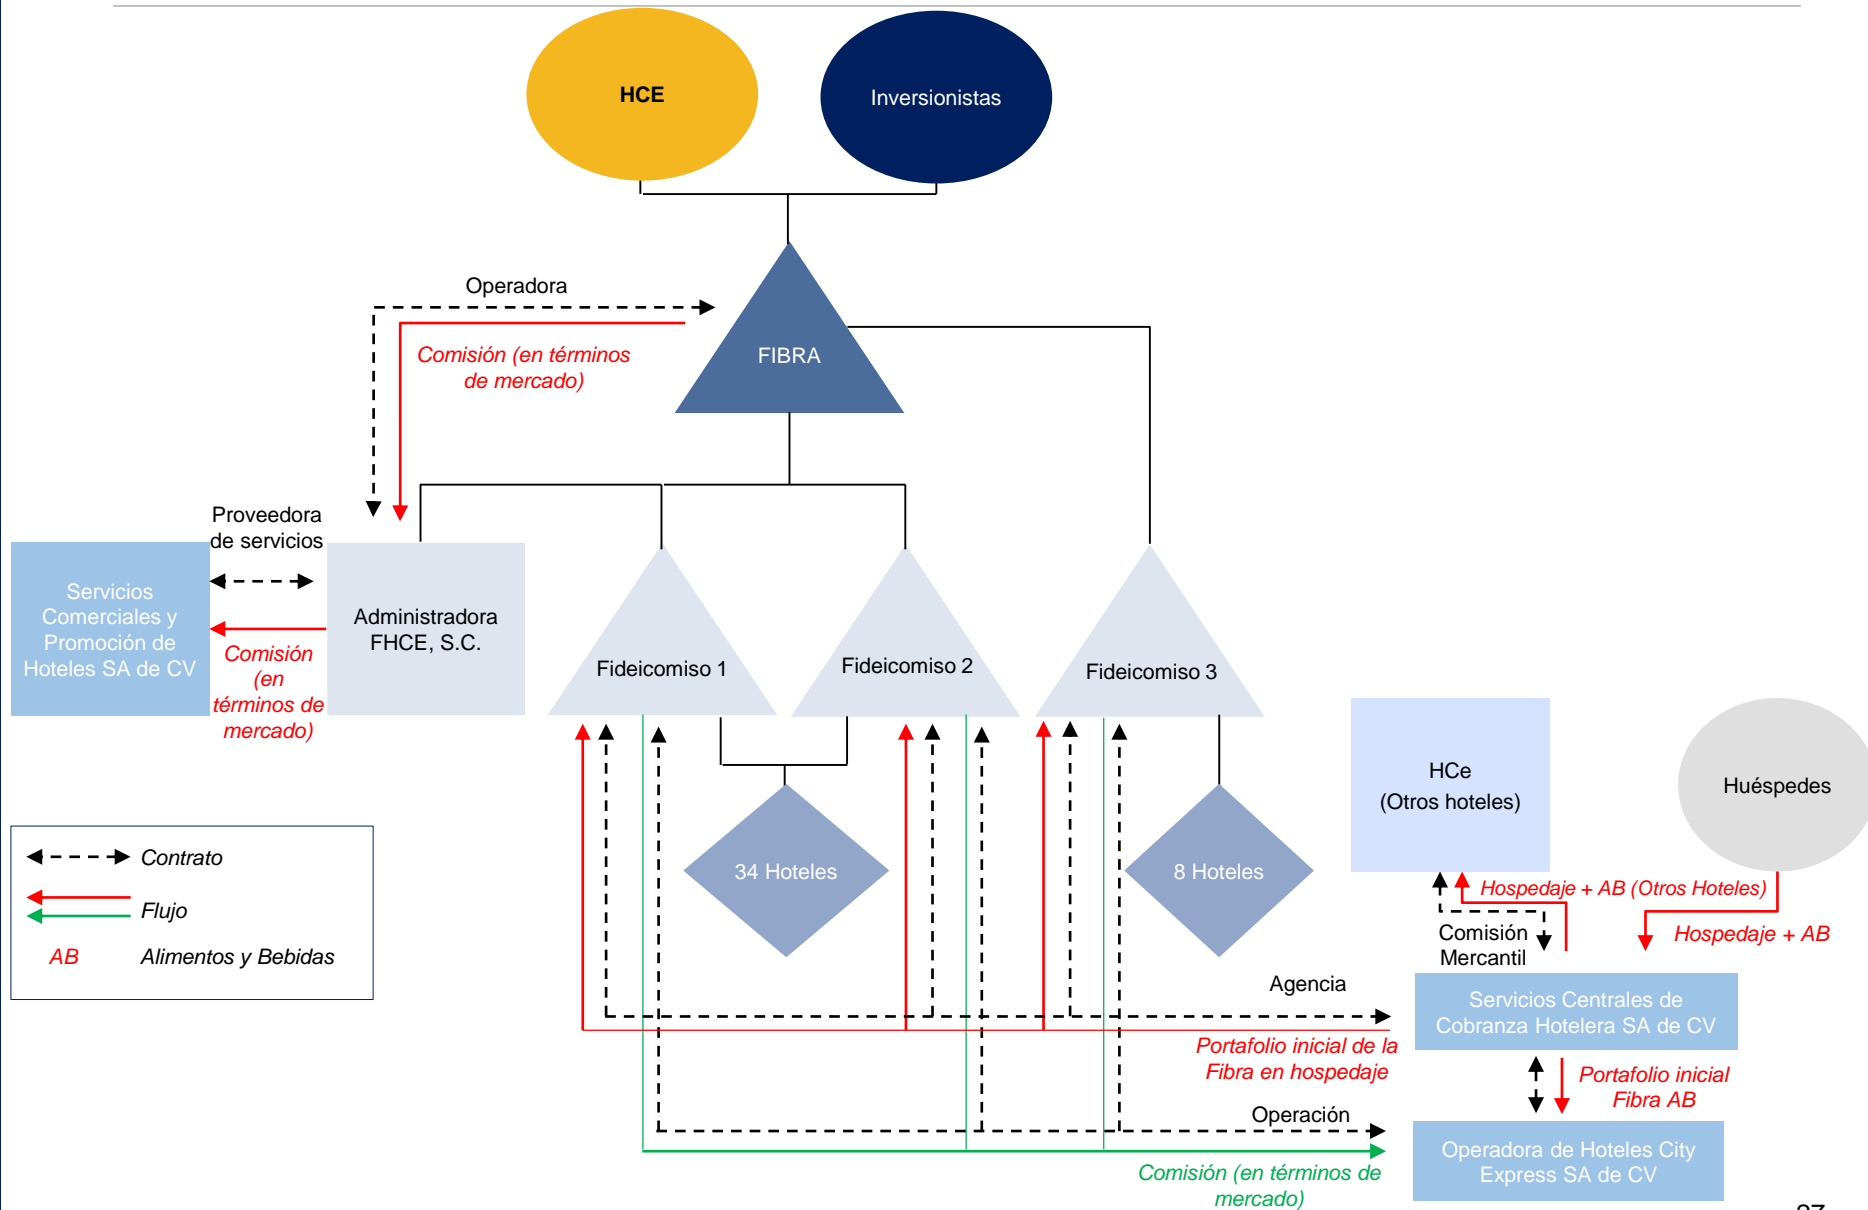 HCE
Inversionistas
Operadora
Comisión (en términos
de mercado)
FIBRA
Proveedora
de servicios
Servicios
Comerciales y
Promoción de
Hoteles SA de CV
Comisión
(en
términos de
mercado)
Administradora
FHCE, S.C.
Fideicomiso 1
Fideicomiso 2
Fideicomiso 3
HCe
(Otros hoteles)
Huéspedes
34 Hoteles
8 Hoteles
Contrato
Flujo
AB Alimentos y Bebidas
Hospedaje + AB (Otros Hoteles)
Hospedaje + AB
Comisión
Mercantil
Agencia
Servicios Centrales de
Cobranza Hotelera SA de CV
Portafolio inicial de la
Fibra en hospedaje
Portafolio inicial
Fibra AB
Operación
Operadora de Hoteles City
Express SA de CV
Comisión (en términos de
mercado)